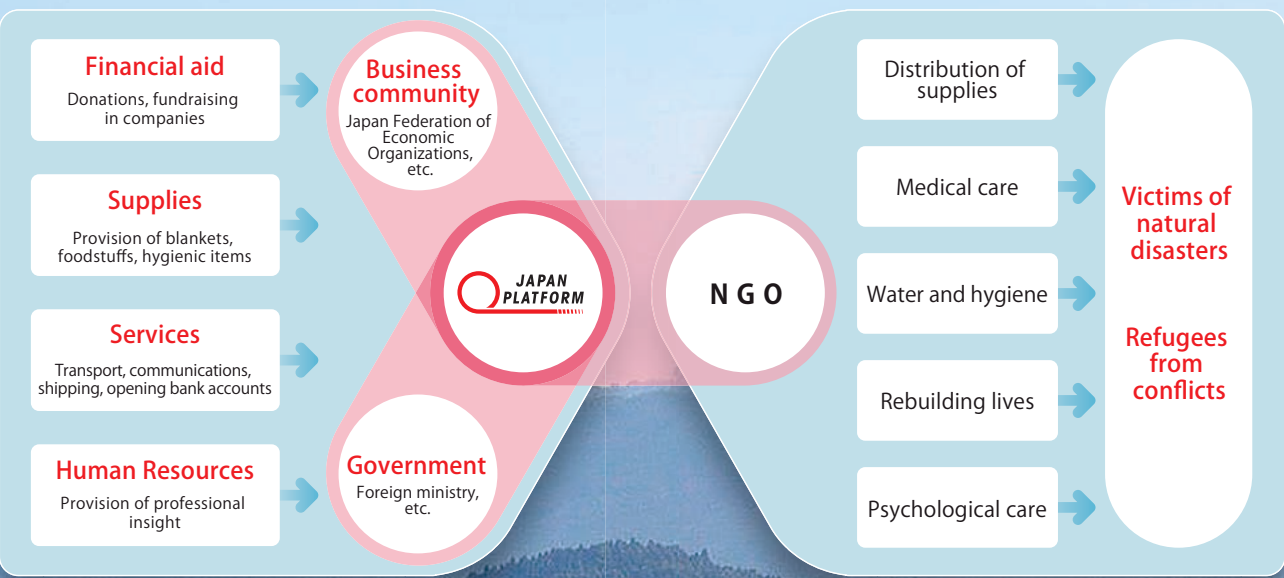 Financial aid
Donations, fundraising
in companies
Supplies
Provision of blankets,
foodstuffs, hygienic items
Services
Transport, communications,
shipping, opening bank accounts
Human Resources
Provision of professional
insight
Business
community
Japan Federation of
Economic
Organizations,
etc.
Government
Foreign ministry,
etc.
JAPAN
PLATFORM
NGO
Distribution of
supplies
Medical care
Water and hygiene
Rebuilding lives
Psychological care
Victims of
natural
disasters
Refugees
from
conflicts